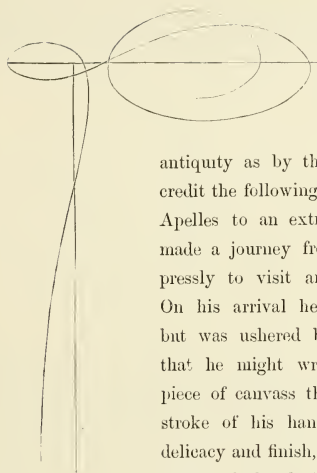 antiquity as by th
credit the following
Apelles to an extr
made a journey fr
pressly to visit an
On his arrival he
but was ushered b
that he might wr
piece of canvass th
stroke of his han
delicacy and finish,